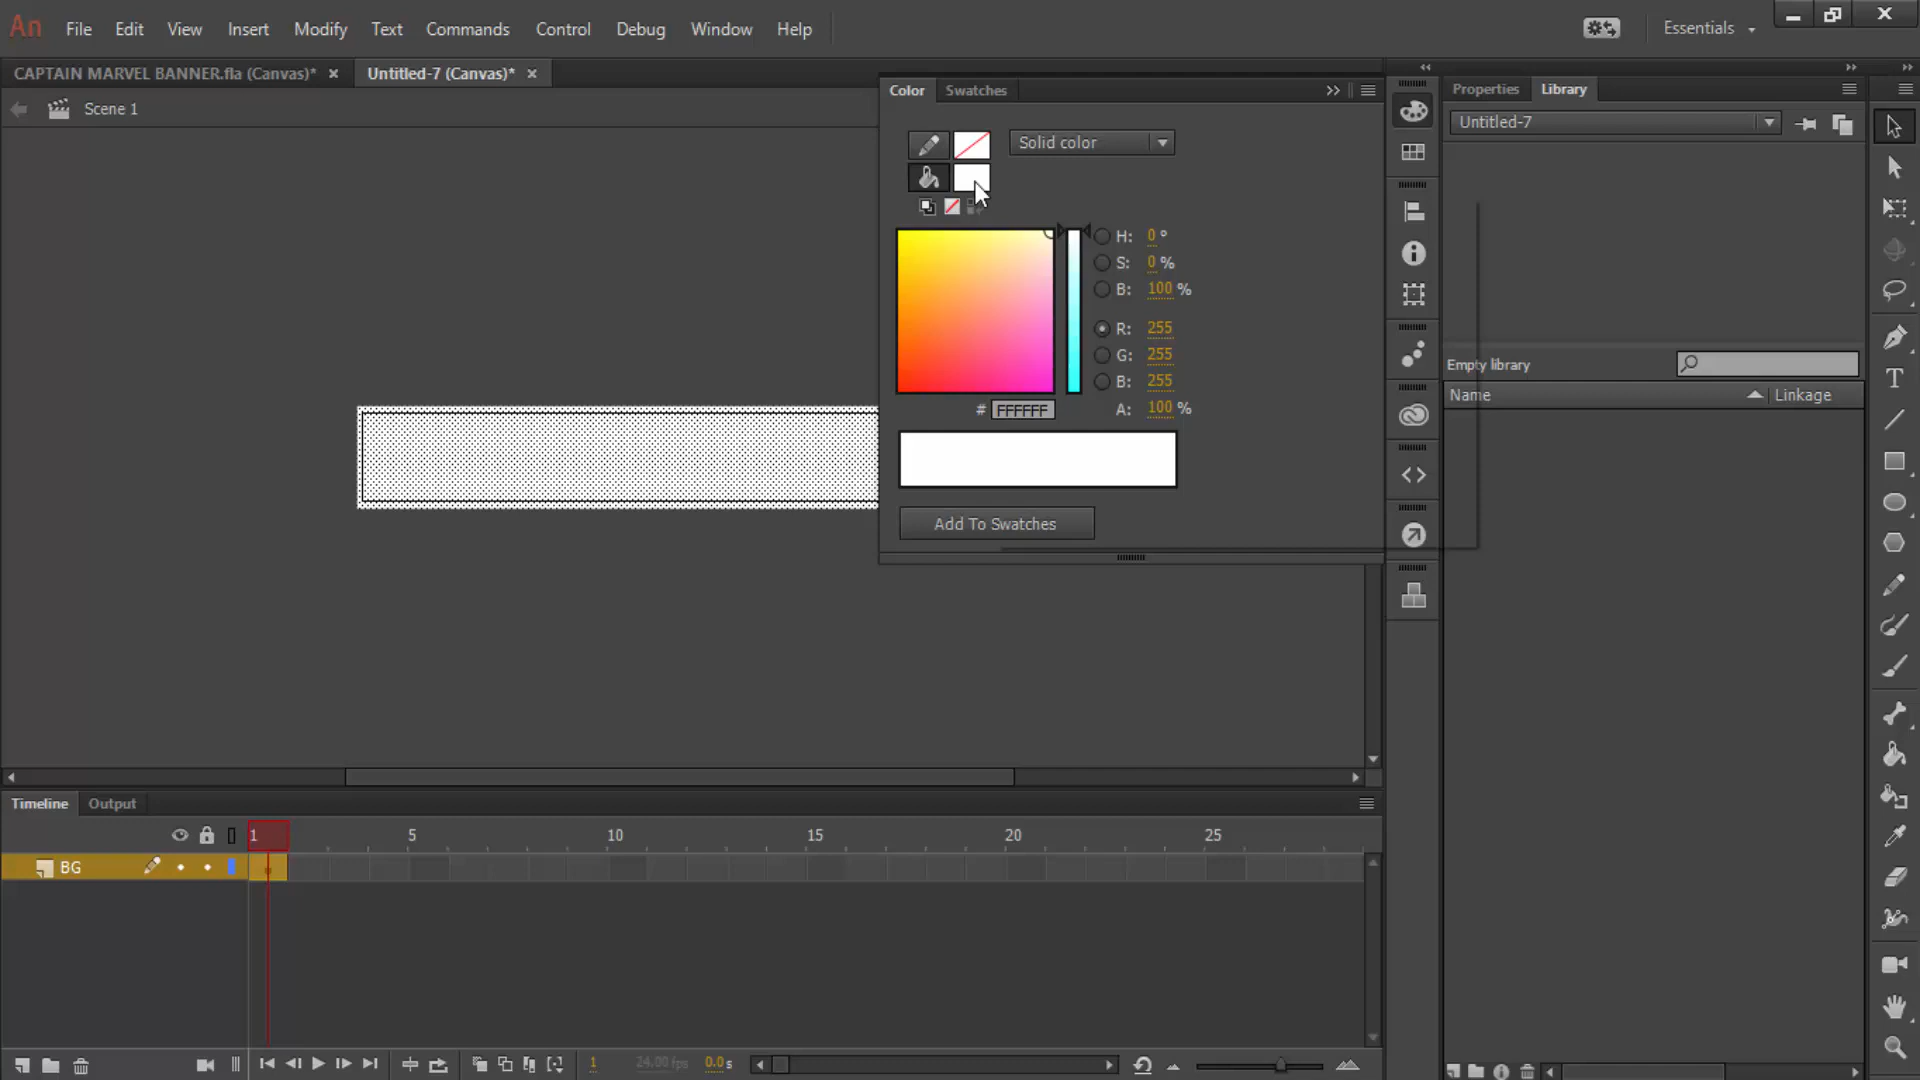 An File Edit View Insert Modify Text Commands Control Debug Window Help Essentials
CAPTAIN MARVEL BANNER.fla (Canvas)* Untitled-7 (Canvas)*
Scene 1
Color Swatches
Solid color
H: 0 °
S: 0 %
B: 100 %
R: 255
G: 255
B: 255
# FFFFFF A: 100 %
Add To Swatches
Properties Library
Untitled-7
Empty library
Name Linkage
T
Timeline Output
1 5 10 15 20 25
BG
1 24.00 fps 0.0 s